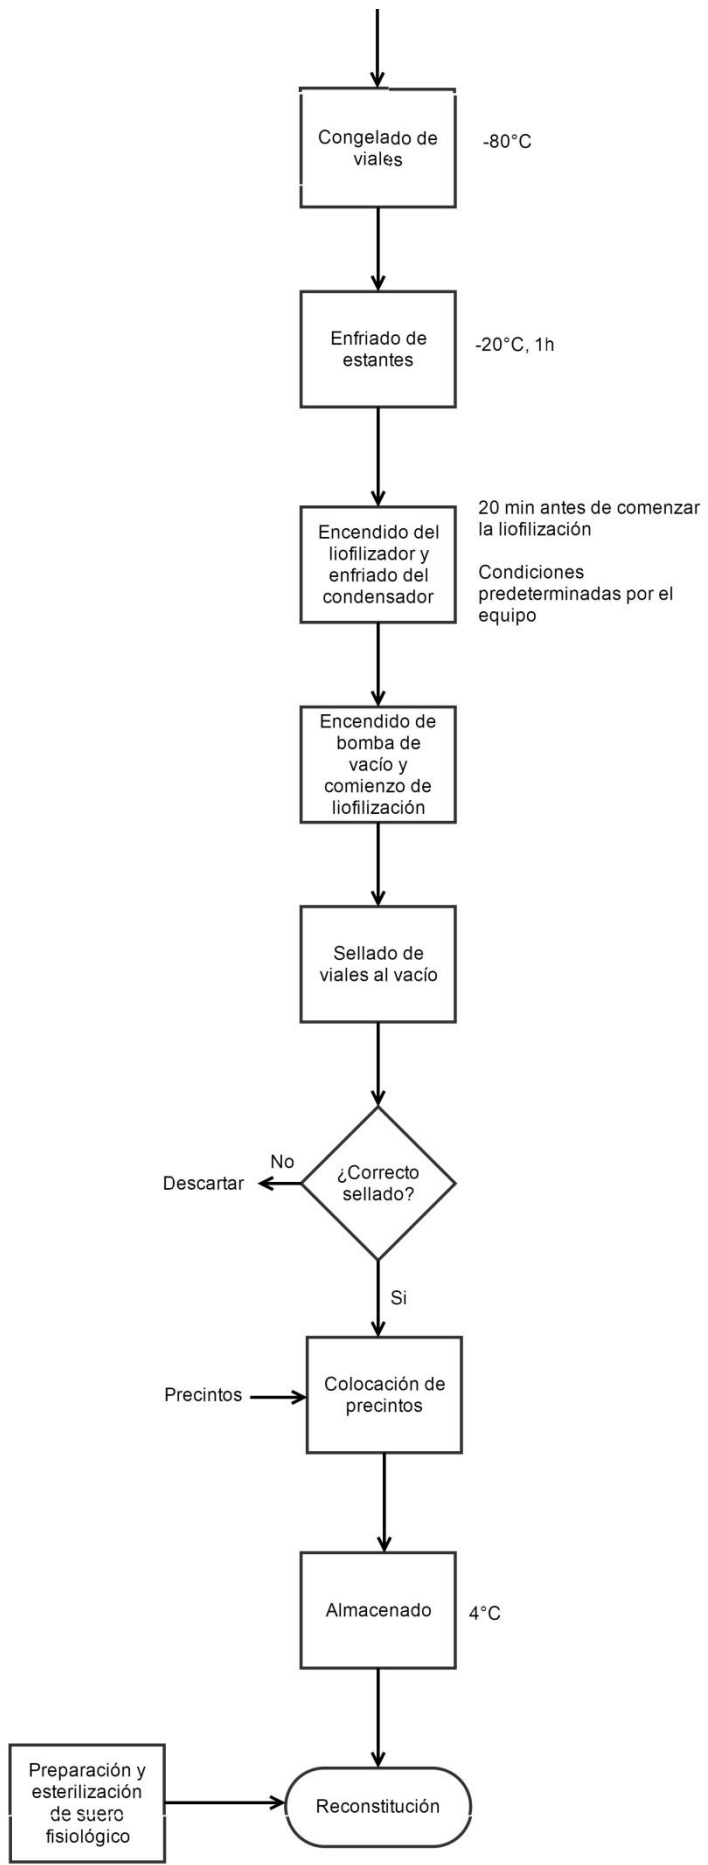 Congelado de
viales
-80°C
Enfriado de
estantes
-20°C, 1h
Encendido del
liofilizador y
enfriado del
condensador
20 min antes de comenzar
la liofilización
Condiciones
predeterminadas por el
equipo
Encendido de
bomba de
vacío y
comienzo de
liofilización
Sellado de
viales al vacío
¿Correcto
sellado?
No
Descartar
Si
Precintos
Colocación de
precintos
Almacenado
4°C
Preparación y
esterilización
de suero
fisiológico
Reconstitución